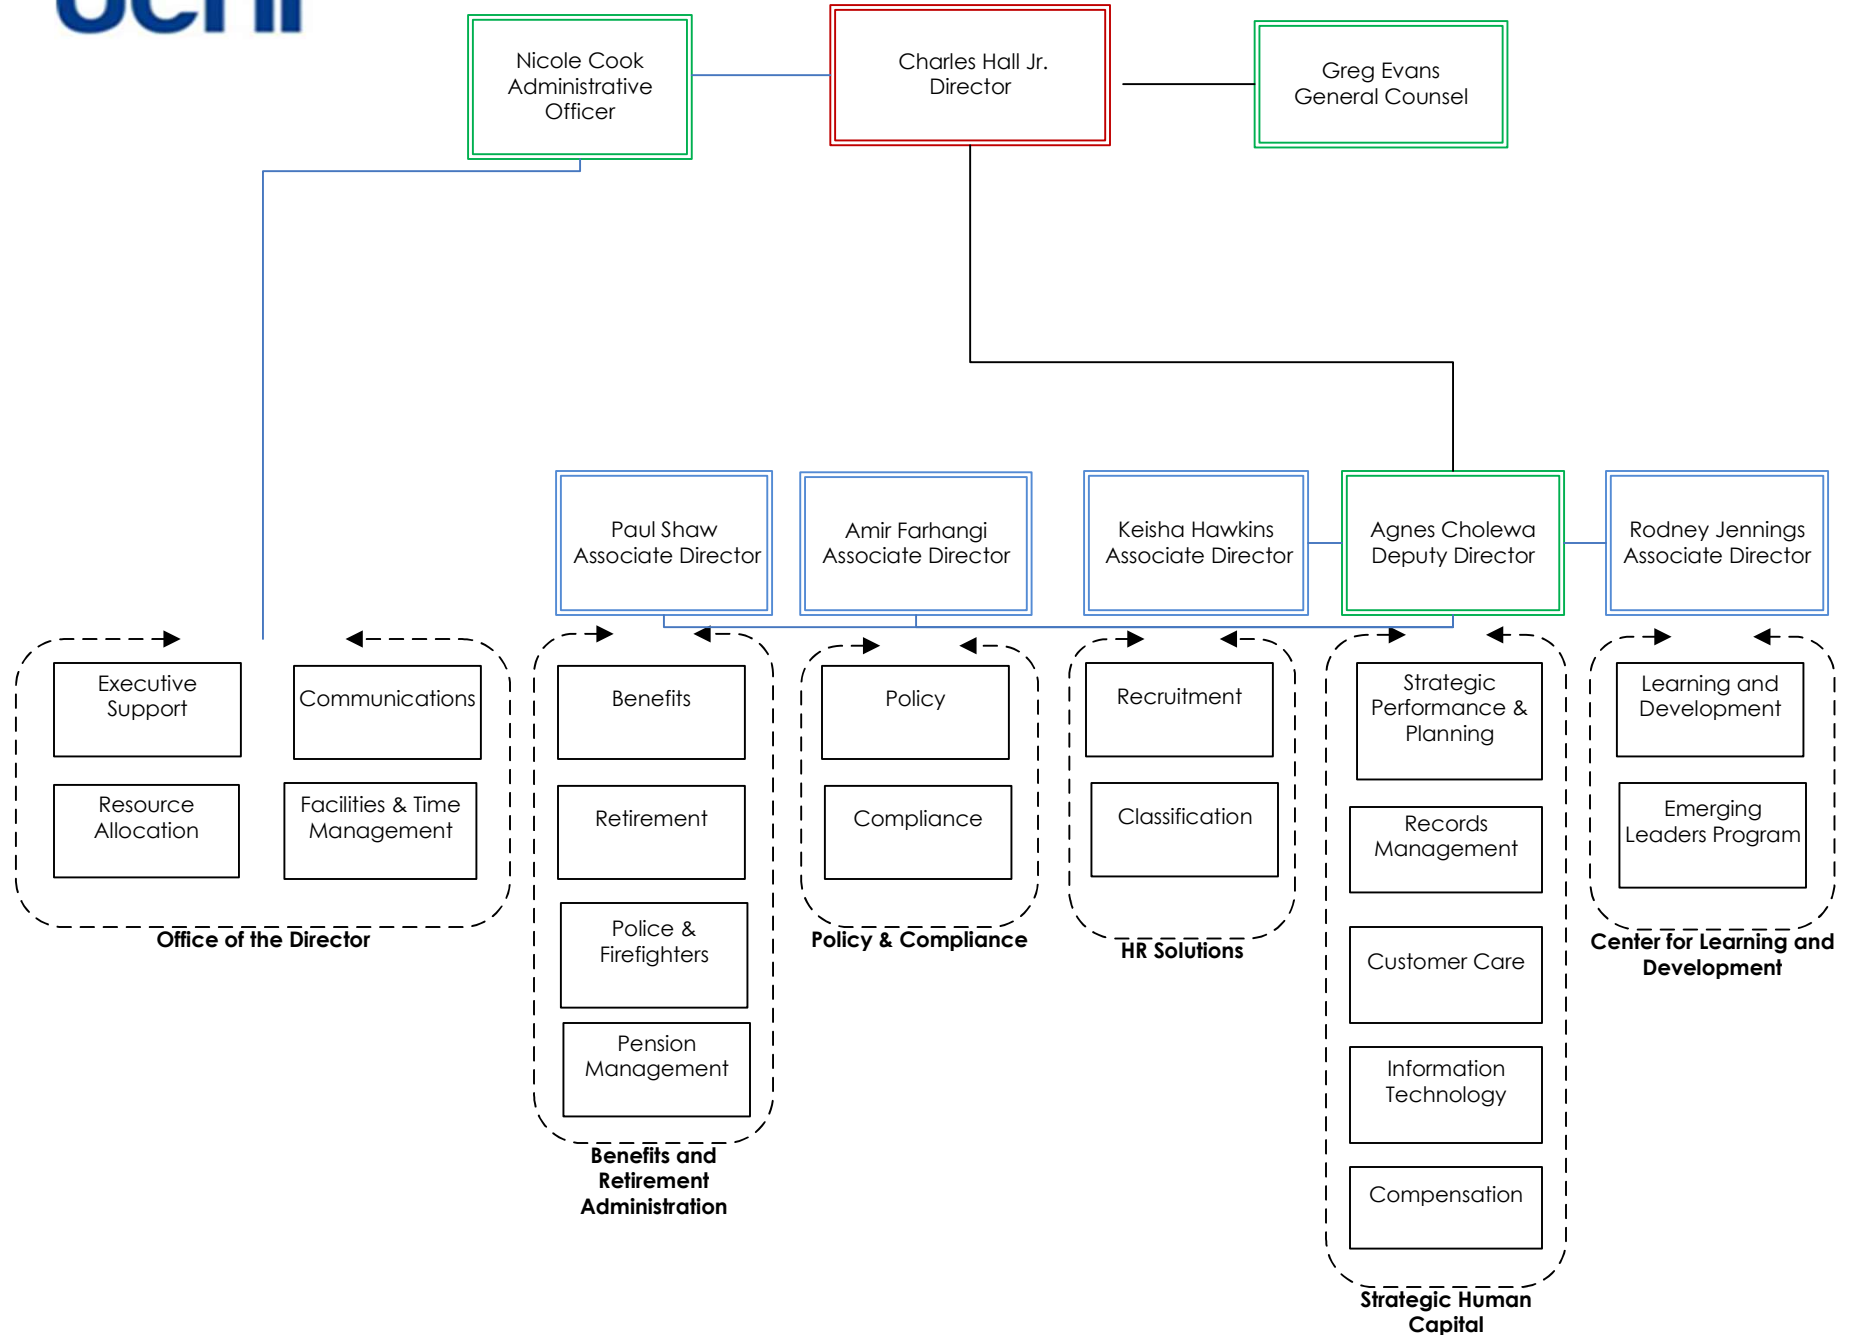 Nicole Cook
Administrative
Officer
Charles Hall Jr.
Director
Greg Evans
General Counsel
Paul Shaw
Associate Director
Amir Farhangi
Associate Director
Keisha Hawkins
Associate Director
Agnes Cholewa
Deputy Director
Rodney Jennings
Associate Director
Executive
Support
Communications
Resource
Allocation
Facilities & Time
Management
Office of the Director
Benefits
Retirement
Police &
Firefighters
Pension
Management
Benefits and
Retirement
Administration
Policy
Compliance
Policy & Compliance
Recruitment
Classification
HR Solutions
Strategic
Performance &
Planning
Records
Management
Customer Care
Information
Technology
Compensation
Strategic Human
Capital
Learning and
Development
Emerging
Leaders Program
Center for Learning and
Development